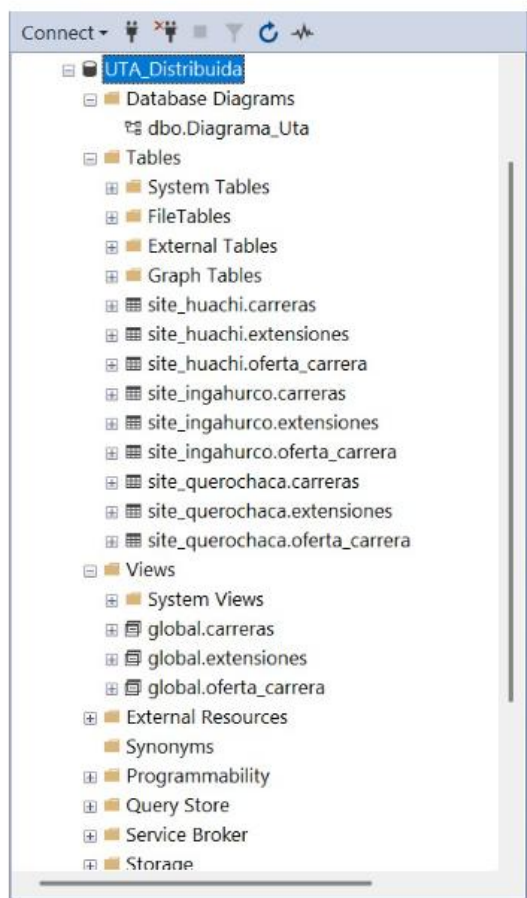 Connect
UTA_Distribuida
Database Diagrams
dbo.Diagrama_Uta
Tables
System Tables
FileTables
External Tables
Graph Tables
site_huachi.carreras
site_huachi.extensiones
site_huachi.oferta_carrera
site_ingahurco.carreras
site_ingahurco.extensiones
site_ingahurco.oferta_carrera
site_querochaca.carreras
site_querochaca.extensiones
site_querochaca.oferta_carrera
Views
System Views
global.carreras
global.extensiones
global.oferta_carrera
External Resources
Synonyms
Programmability
Query Store
Service Broker
Storage